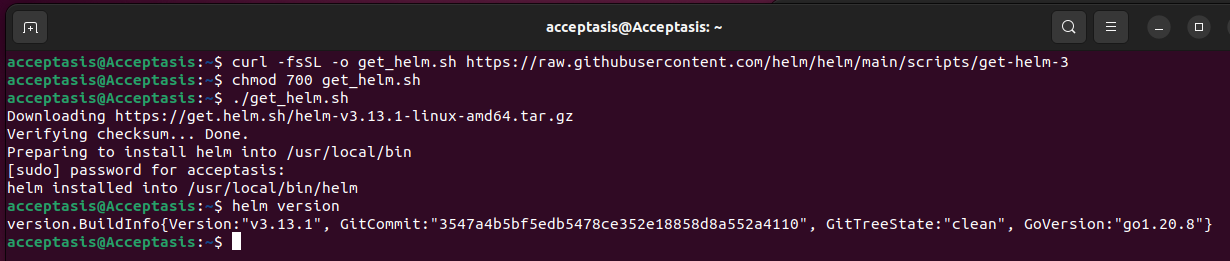 acceptasis@Acceptasis: ~
acceptasis@Acceptasis:~$ curl -fsSL -o get_helm.sh https://raw.githubusercontent.com/helm/helm/main/scripts/get-helm-3
acceptasis@Acceptasis:~$ chmod 700 get_helm.sh
acceptasis@Acceptasis:~$ ./get_helm.sh
Downloading https://get.helm.sh/helm-v3.13.1-linux-amd64.tar.gz
Verifying checksum... Done.
Preparing to install helm into /usr/local/bin
[sudo] password for acceptasis:
helm installed into /usr/local/bin/helm
acceptasis@Acceptasis:~$ helm version
version.BuildInfo{Version:"v3.13.1", GitCommit:"3547a4b5bf5edb5478ce352e18858d8a552a4110", GitTreeState:"clean", GoVersion:"go1.20.8"}
acceptasis@Acceptasis:~$